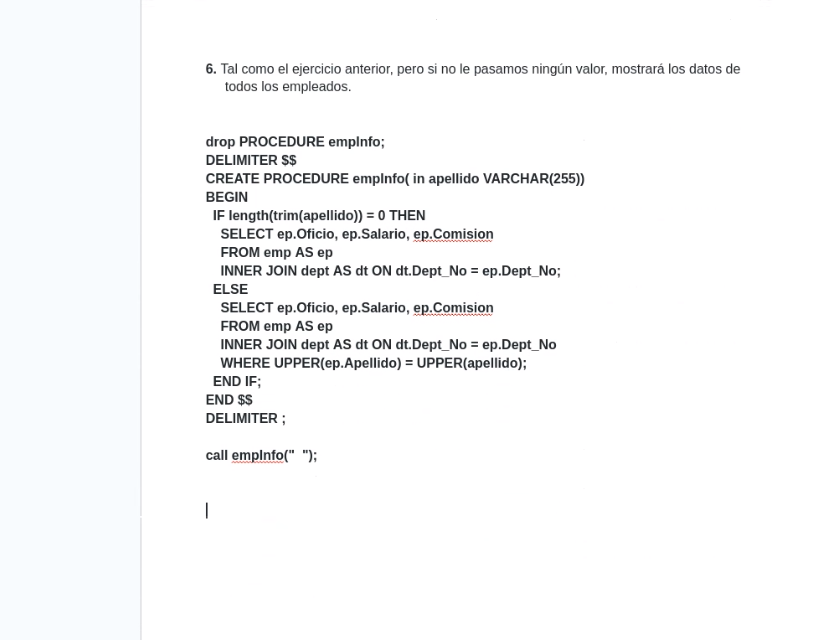 6. Tal como el ejercicio anterior, pero si no le pasamos ningún valor, mostrará los datos de
todos los empleados.
drop PROCEDURE empInfo;
DELIMITER $$
CREATE PROCEDURE empInfo( in apellido VARCHAR(255))
BEGIN
IF length(trim(apellido)) = 0 THEN
SELECT ep.Oficio, ep.Salario, ep.Comision
FROM emp AS ep
INNER JOIN dept AS dt ON dt.Dept_No = ep.Dept_No;
ELSE
SELECT ep.Oficio, ep.Salario, ep.Comision
FROM emp AS ep
INNER JOIN dept AS dt ON dt.Dept_No = ep.Dept_No
WHERE UPPER(ep.Apellido) = UPPER(apellido);
END IF;
END $$
DELIMITER ;
call empInfo("  ");